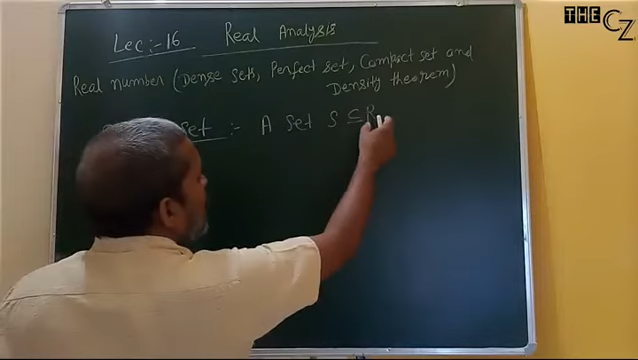 THE CZ
Lec:-16 Real Analysis
Real number (Dense sets, Perfect set, Compact set and
Density theorem)
set :- A set S ⊆ R